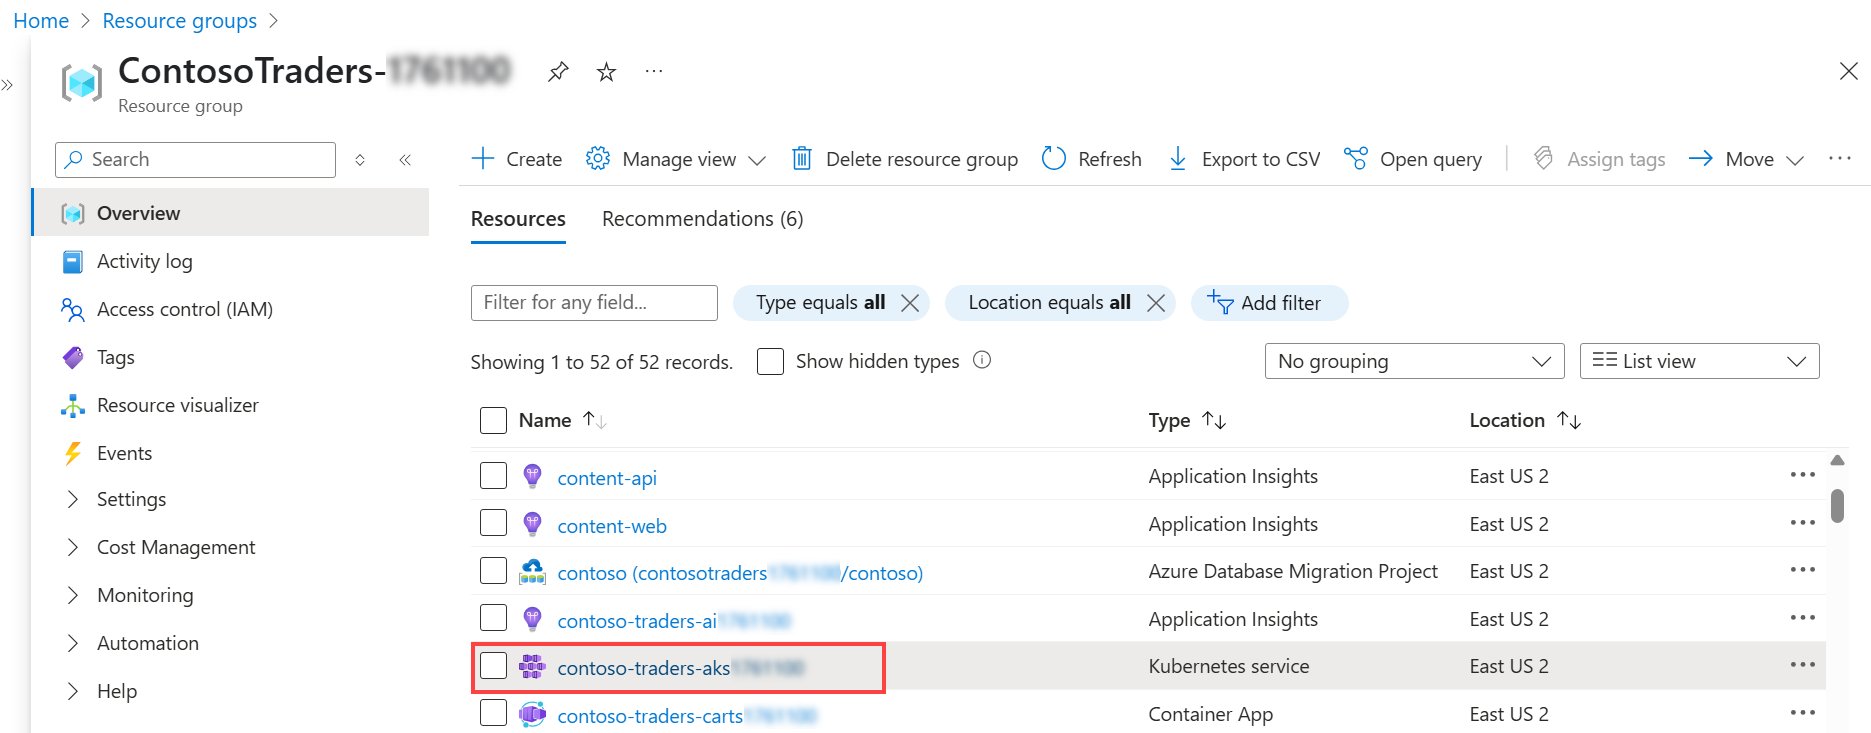 Home > Resource groups >
ContosoTraders-
Resource group
Search
Create Manage view Delete resource group Refresh Export to CSV Open query Assign tags Move
Overview
Activity log
Access control (IAM)
Tags
Resource visualizer
Events
Settings
Cost Management
Monitoring
Automation
Help
Resources Recommendations (6)
Filter for any field... Type equals all Location equals all Add filter
Showing 1 to 52 of 52 records. Show hidden types No grouping List view
Name Type Location
content-api Application Insights East US 2
content-web Application Insights East US 2
contoso (contosotraders /contoso) Azure Database Migration Project East US 2
contoso-traders-ai Application Insights East US 2
contoso-traders-aks Kubernetes service East US 2
contoso-traders-carts Container App East US 2